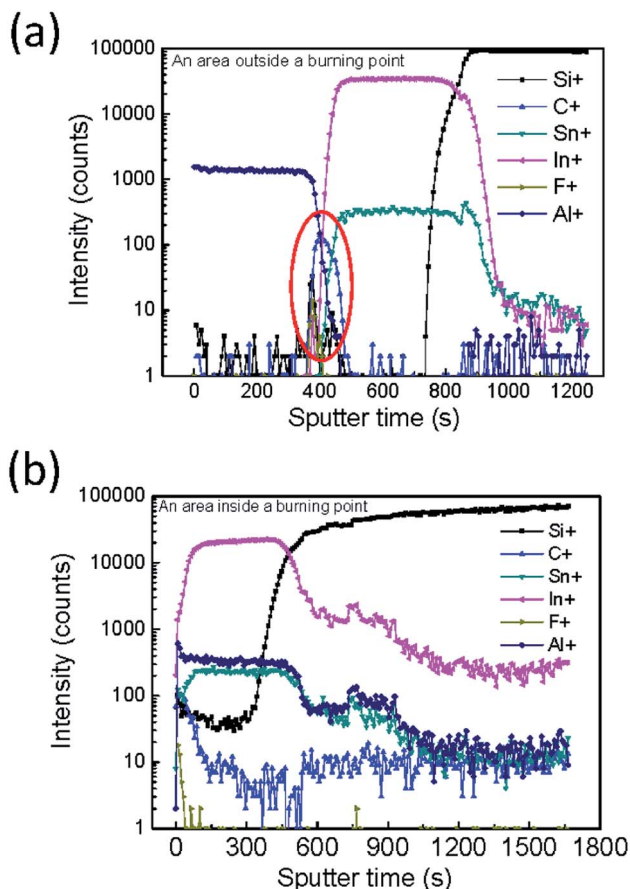 (a)
An area outside a burning point
100000
10000
1000
100
10
1
Intensity (counts)
Si+
C+
Sn+
In+
F+
Al+
0 200 400 600 800 1000 1200
Sputter time (s)
(b)
An area inside a burning point
100000
10000
1000
100
10
1
Intensity (counts)
Si+
C+
Sn+
In+
F+
Al+
0 300 600 900 1200 1500 1800
Sputter time (s)